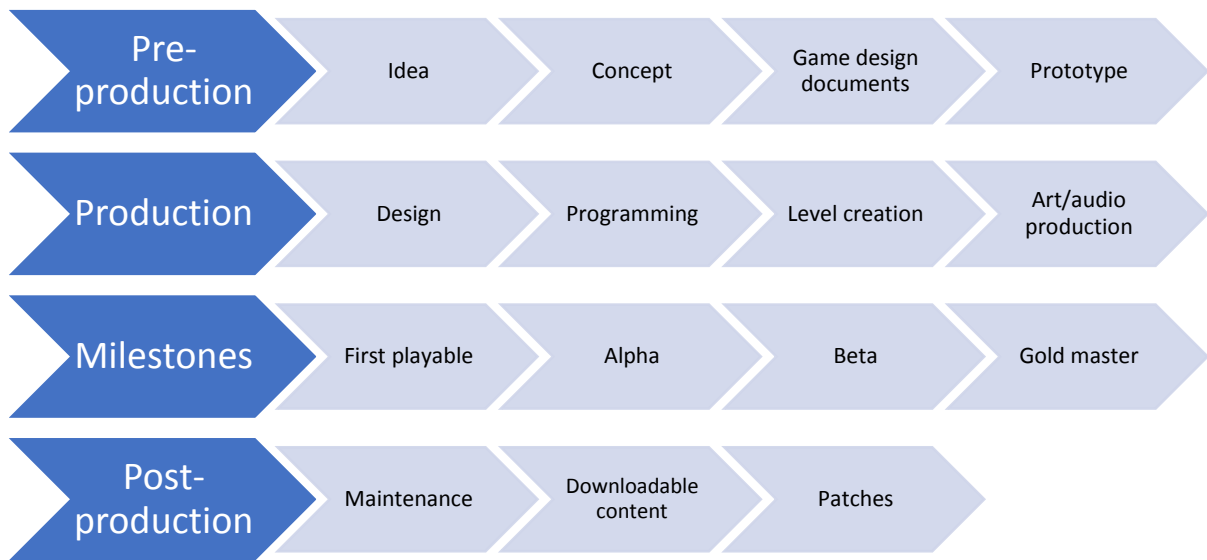 Pre-
production
Idea
Concept
Game design
documents
Prototype
Production
Design
Programming
Level creation
Art/audio
production
Milestones
First playable
Alpha
Beta
Gold master
Post-
production
Maintenance
Downloadable
content
Patches